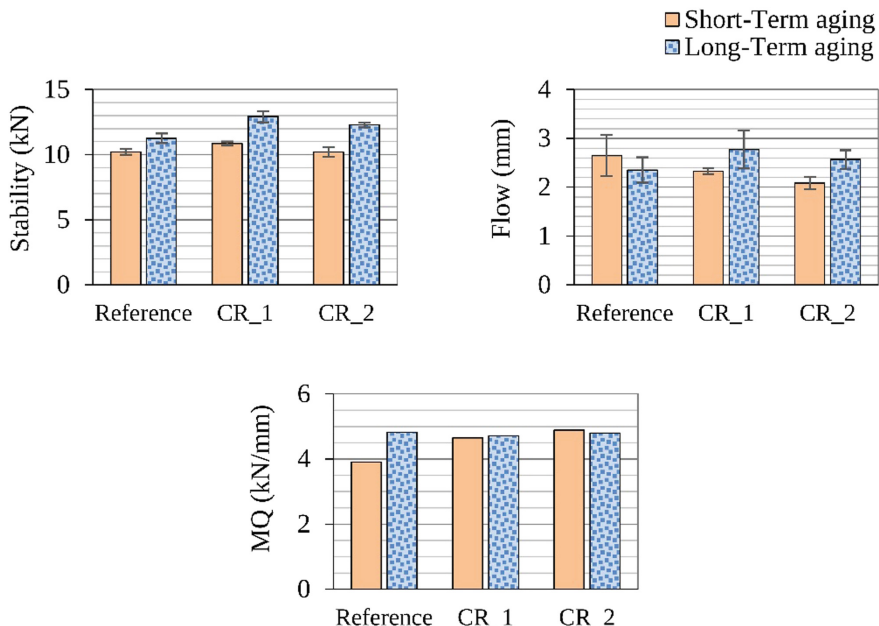 Short-Term aging
Long-Term aging
Stability (kN)
15
10
5
0
Reference CR_1 CR_2
Flow (mm)
4
3
2
1
0
Reference CR_1 CR_2
MQ (kN/mm)
6
4
2
0
Reference CR_1 CR_2